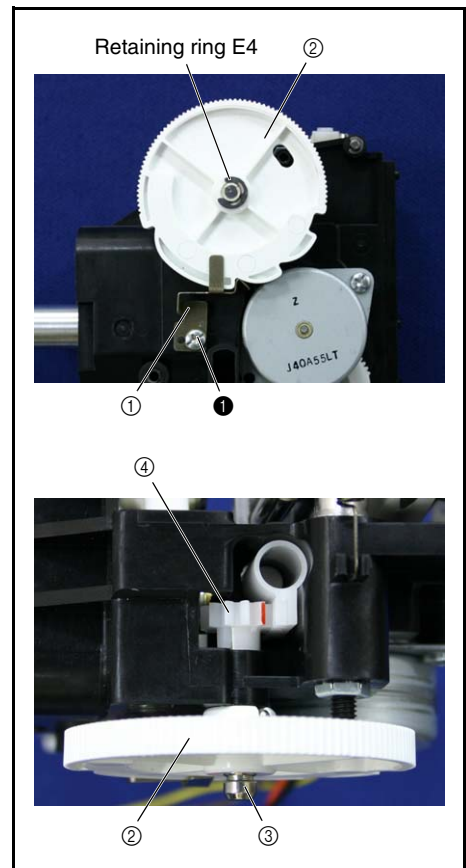 Retaining ring E4 ②
Z
J40A55LT
① ❶
④
② ③